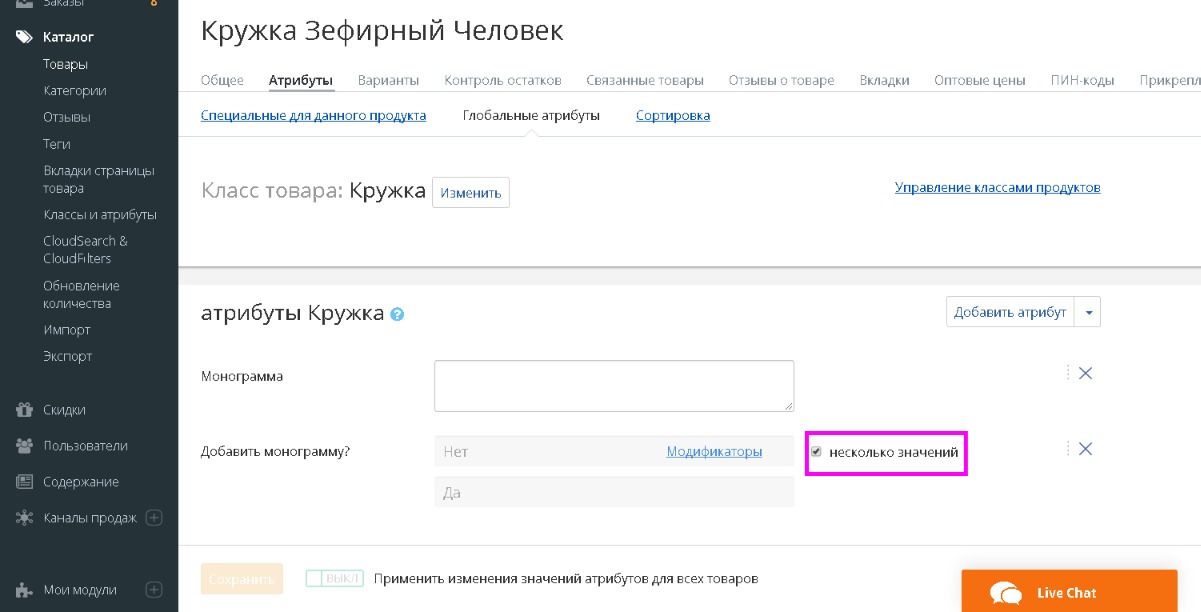 Заказы 8
Каталог
Товары
Категории
Отзывы
Теги
Вкладки страницы
товара
Классы и атрибуты
CloudSearch &
CloudFilters
Обновление
количества
Импорт
Экспорт
Скидки
Пользователи
Содержание
Каналы продаж
Мои модули
Кружка Зефирный Человек
Общее Атрибуты Варианты Контроль остатков Связанные товары Отзывы о товаре Вкладки Оптовые цены ПИН-коды Прикрепл
Специальные для данного продукта Глобальные атрибуты Сортировка
Класс товара: Кружка Изменить Управление классами продуктов
атрибуты Кружка ? Добавить атрибут
Монограмма
Добавить монограмму? Нет Модификаторы несколько значений
Да
Сохранить ВЫКЛ Применить изменения значений атрибутов для всех товаров
Live Chat